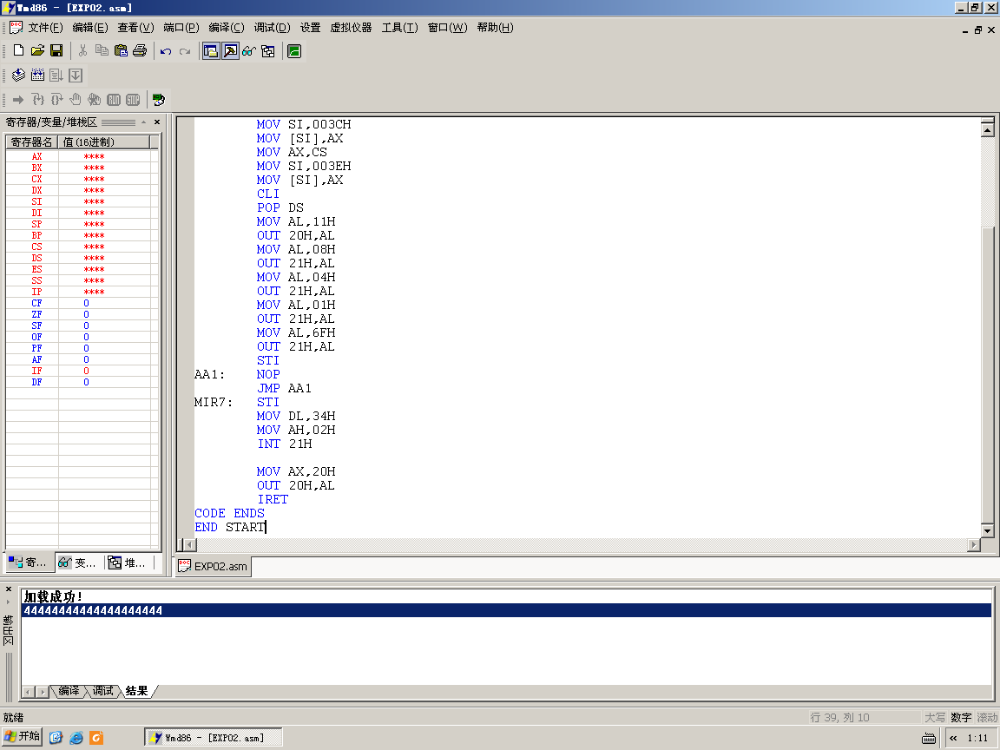 Wmd86 - [EXP02.asm]
文件(F) 编辑(E) 查看(V) 端口(P) 编译(C) 调试(D) 设置 虚拟仪器 工具(T) 窗口(W) 帮助(H)
寄存器/变量/堆栈区
寄存器名 值(16进制)
AX ****
BX ****
CX ****
DX ****
SI ****
DI ****
SP ****
BP ****
CS ****
DS ****
ES ****
SS ****
IP ****
CF 0
ZF 0
SF 0
OF 0
PF 0
AF 0
IF 0
DF 0
寄... 变... 堆...
MOV SI,003CH
MOV [SI],AX
MOV AX,CS
MOV SI,003EH
MOV [SI],AX
CLI
POP DS
MOV AL,11H
OUT 20H,AL
MOV AL,08H
OUT 21H,AL
MOV AL,04H
OUT 21H,AL
MOV AL,01H
OUT 21H,AL
MOV AL,6FH
OUT 21H,AL
STI
AA1: NOP
JMP AA1
MIR7: STI
MOV DL,34H
MOV AH,02H
INT 21H
MOV AX,20H
OUT 20H,AL
IRET
CODE ENDS
END START
EXP02.asm
加载成功!
44444444444444444444
编译 调试 结果
就绪
行 39, 列 10 大写 数字 滚动
开始 Wmd86 - [EXP02.asm] « 1:11